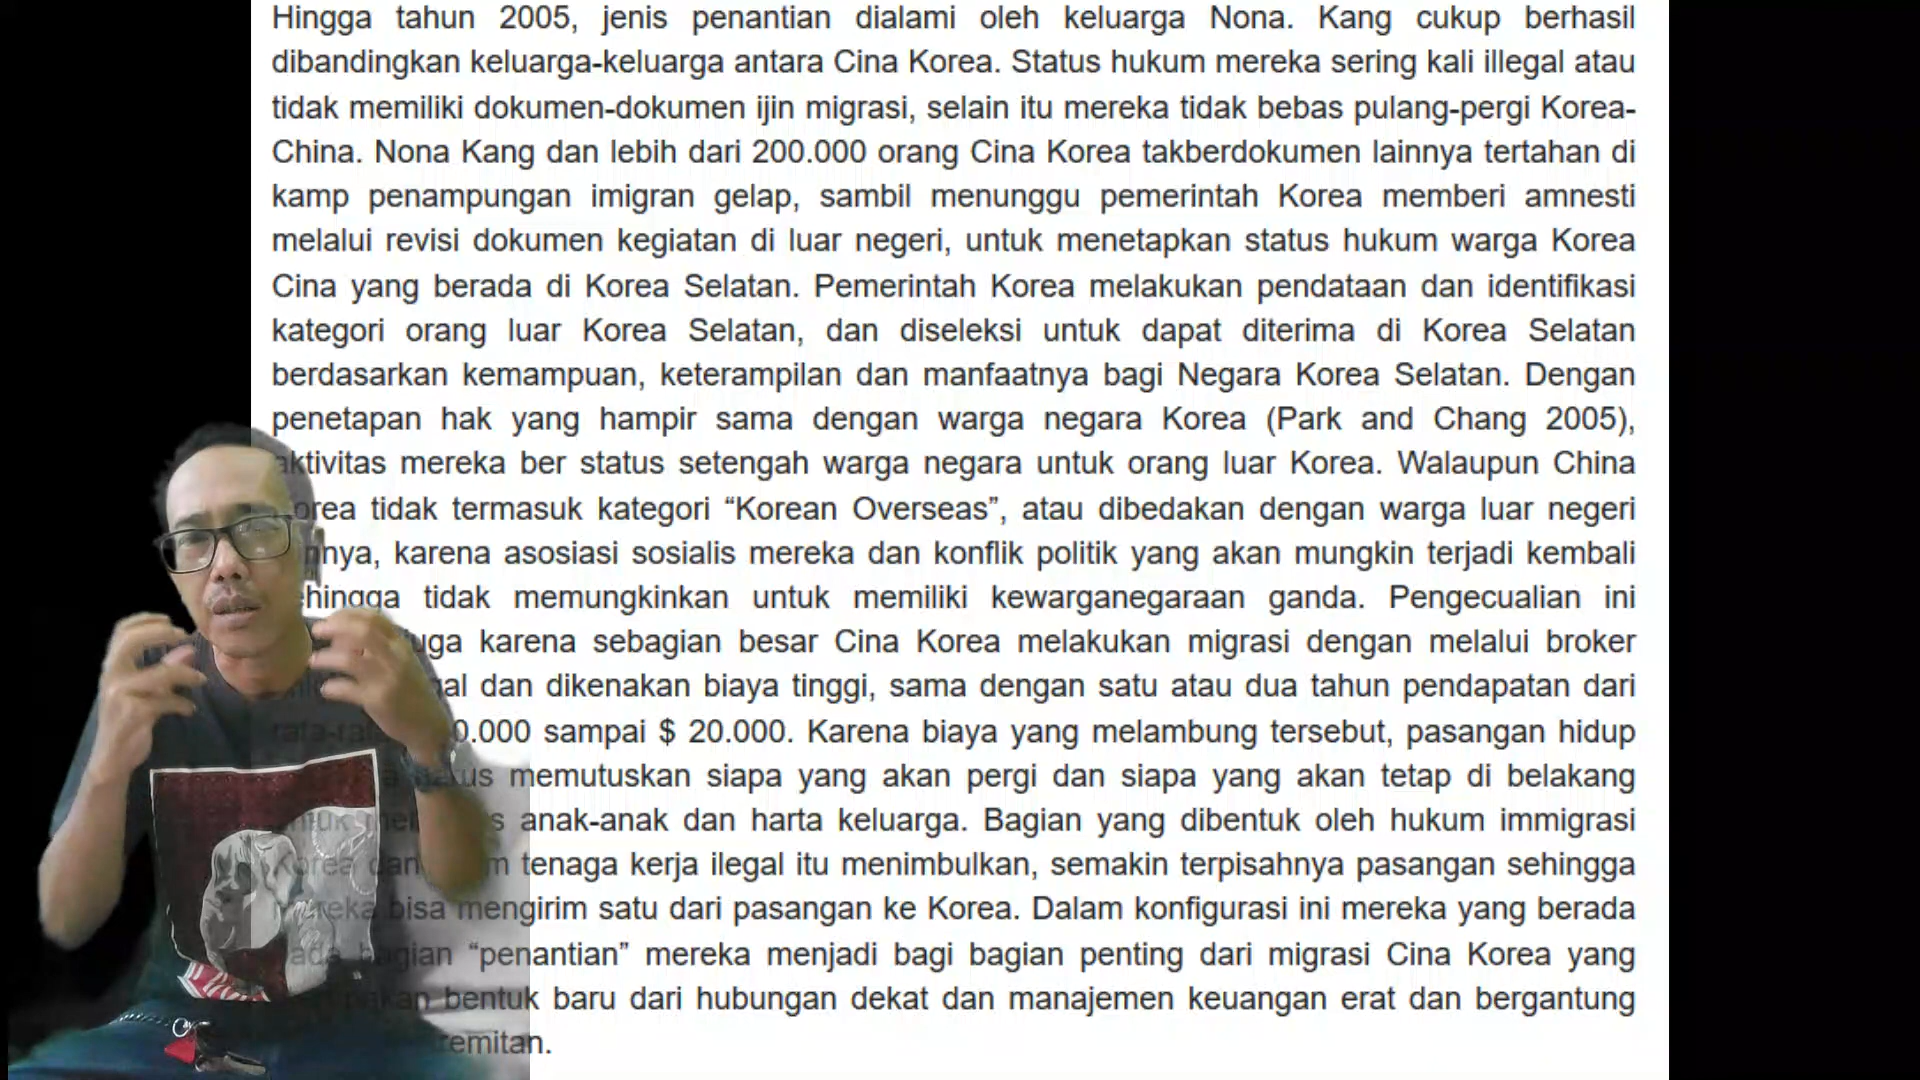 Hingga tahun 2005, jenis penantian dialami oleh keluarga Nona. Kang cukup berhasil
dibandingkan keluarga-keluarga antara Cina Korea. Status hukum mereka sering kali illegal atau
tidak memiliki dokumen-dokumen ijin migrasi, selain itu mereka tidak bebas pulang-pergi Korea-
China. Nona Kang dan lebih dari 200.000 orang Cina Korea takberdokumen lainnya tertahan di
kamp penampungan imigran gelap, sambil menunggu pemerintah Korea memberi amnesti
melalui revisi dokumen kegiatan di luar negeri, untuk menetapkan status hukum warga Korea
Cina yang berada di Korea Selatan. Pemerintah Korea melakukan pendataan dan identifikasi
kategori orang luar Korea Selatan, dan diseleksi untuk dapat diterima di Korea Selatan
berdasarkan kemampuan, keterampilan dan manfaatnya bagi Negara Korea Selatan. Dengan
penetapan hak yang hampir sama dengan warga negara Korea (Park and Chang 2005),
aktivitas mereka ber status setengah warga negara untuk orang luar Korea. Walaupun China
Korea tidak termasuk kategori “Korean Overseas”, atau dibedakan dengan warga luar negeri
karena asosiasi sosialis mereka dan konflik politik yang akan mungkin terjadi kembali
sehingga tidak memungkinkan untuk memiliki kewarganegaraan ganda. Pengecualian ini
juga karena sebagian besar Cina Korea melakukan migrasi dengan melalui broker
dan dikenakan biaya tinggi, sama dengan satu atau dua tahun pendapatan dari
sampai $ 20.000. Karena biaya yang melambung tersebut, pasangan hidup
harus memutuskan siapa yang akan pergi dan siapa yang akan tetap di belakang
untuk anak-anak dan harta keluarga. Bagian yang dibentuk oleh hukum immigrasi
Korea dan tenaga kerja ilegal itu menimbulkan, semakin terpisahnya pasangan sehingga
mereka bisa mengirim satu dari pasangan ke Korea. Dalam konfigurasi ini mereka yang berada
pada bagian “penantian” mereka menjadi bagi bagian penting dari migrasi Cina Korea yang
bentuk baru dari hubungan dekat dan manajemen keuangan erat dan bergantung
remitan.